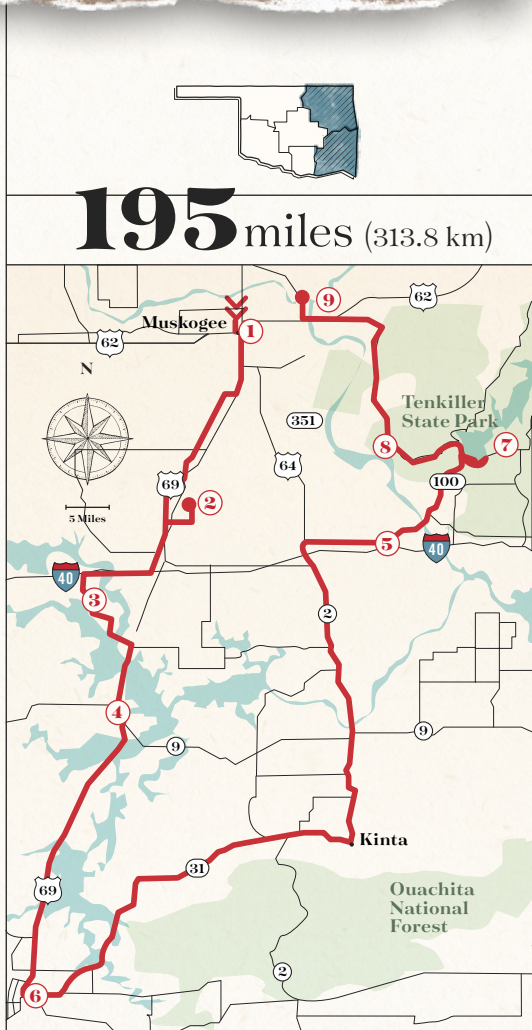 195 miles (313.8 km)
9
62
Muskogee
1
62
N
351
Tenkiller
State Park
8
7
64
69
100
2
5 Miles
5
40
40
3
2
4
9
9
Kinta
31
69
Ouachita
National
Forest
2
6